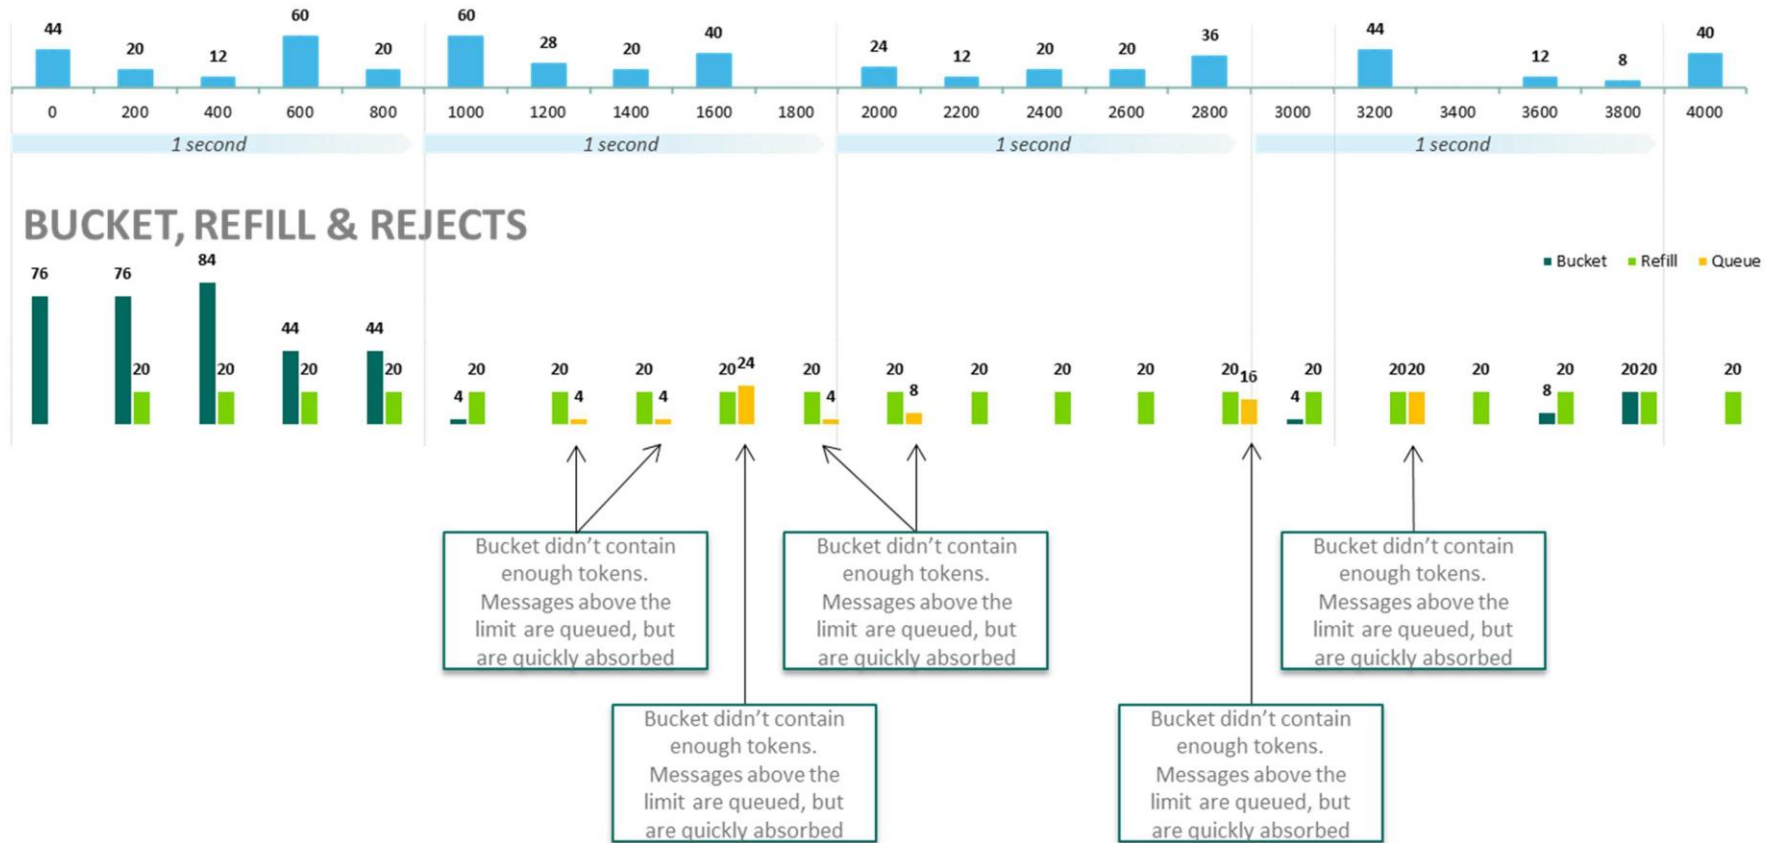 44 20 12 60 20 60 28 20 40 24 12 20 20 36 44 12 8 40
0 200 400 600 800 1000 1200 1400 1600 1800 2000 2200 2400 2600 2800 3000 3200 3400 3600 3800 4000
1 second 1 second 1 second 1 second
BUCKET, REFILL & REJECTS
Bucket Refill Queue
76 76 20 84 20 44 20 44 20 4 20 20 4 20 4 20 24 20 4 20 8 20 20 20 20 16 4 20 20 20 20 8 20 20 20 20
Bucket didn't contain
enough tokens.
Messages above the
limit are queued, but
are quickly absorbed
Bucket didn't contain
enough tokens.
Messages above the
limit are queued, but
are quickly absorbed
Bucket didn't contain
enough tokens.
Messages above the
limit are queued, but
are quickly absorbed
Bucket didn't contain
enough tokens.
Messages above the
limit are queued, but
are quickly absorbed
Bucket didn't contain
enough tokens.
Messages above the
limit are queued, but
are quickly absorbed